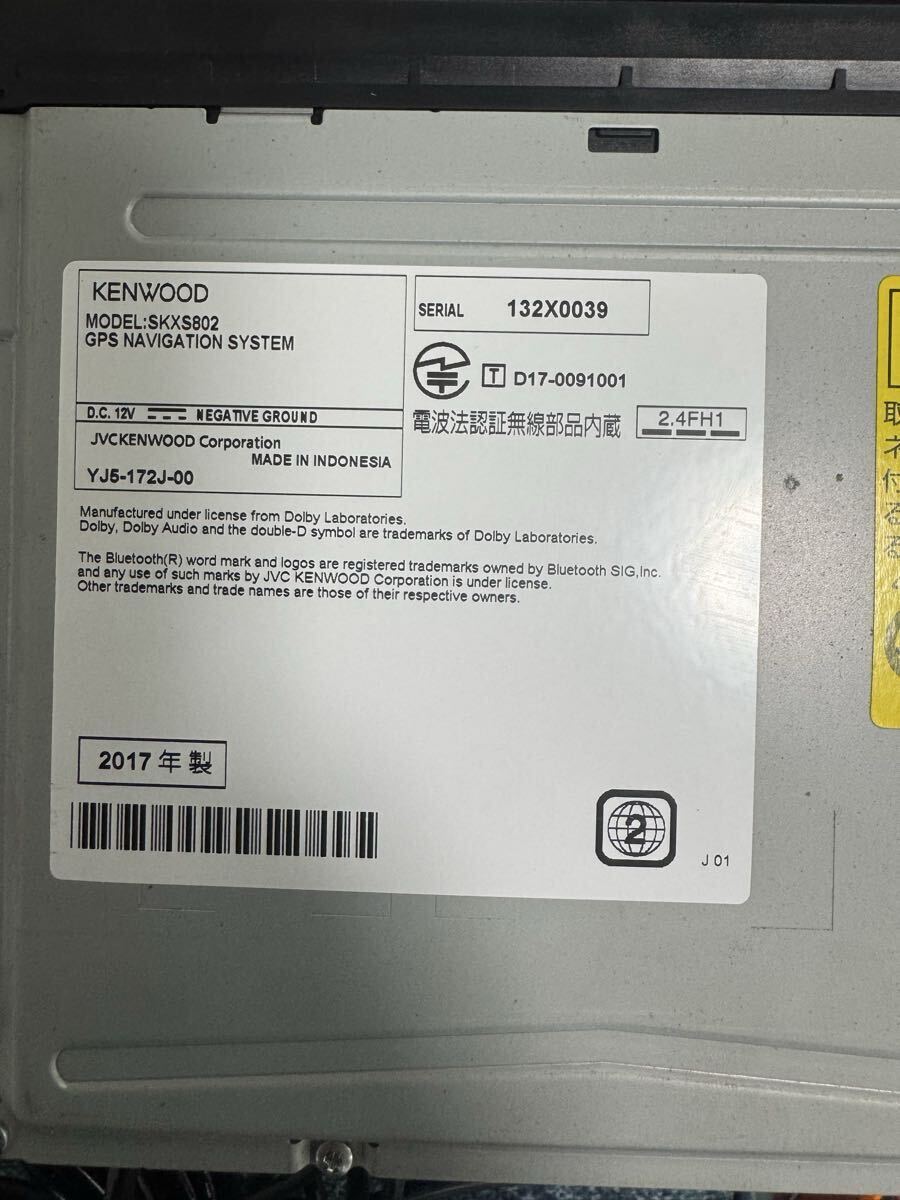 KENWOOD
MODEL:SKXS802
GPS NAVIGATION SYSTEM
D.C. 12V NEGATIVE GROUND
JVCKENWOOD Corporation
MADE IN INDONESIA
YJ5-172J-00
SERIAL 132X0039
T D17-0091001
電波法認証無線部品内蔵 2.4FH1
Manufactured under license from Dolby Laboratories.
Dolby, Dolby Audio and the double-D symbol are trademarks of Dolby Laboratories.
The Bluetooth(R) word mark and logos are registered trademarks owned by Bluetooth SIG,Inc.
and any use of such marks by JVC KENWOOD Corporation is under license.
Other trademarks and trade names are those of their respective owners.
2017 年 製
2
J 01
取
ネ
付
る